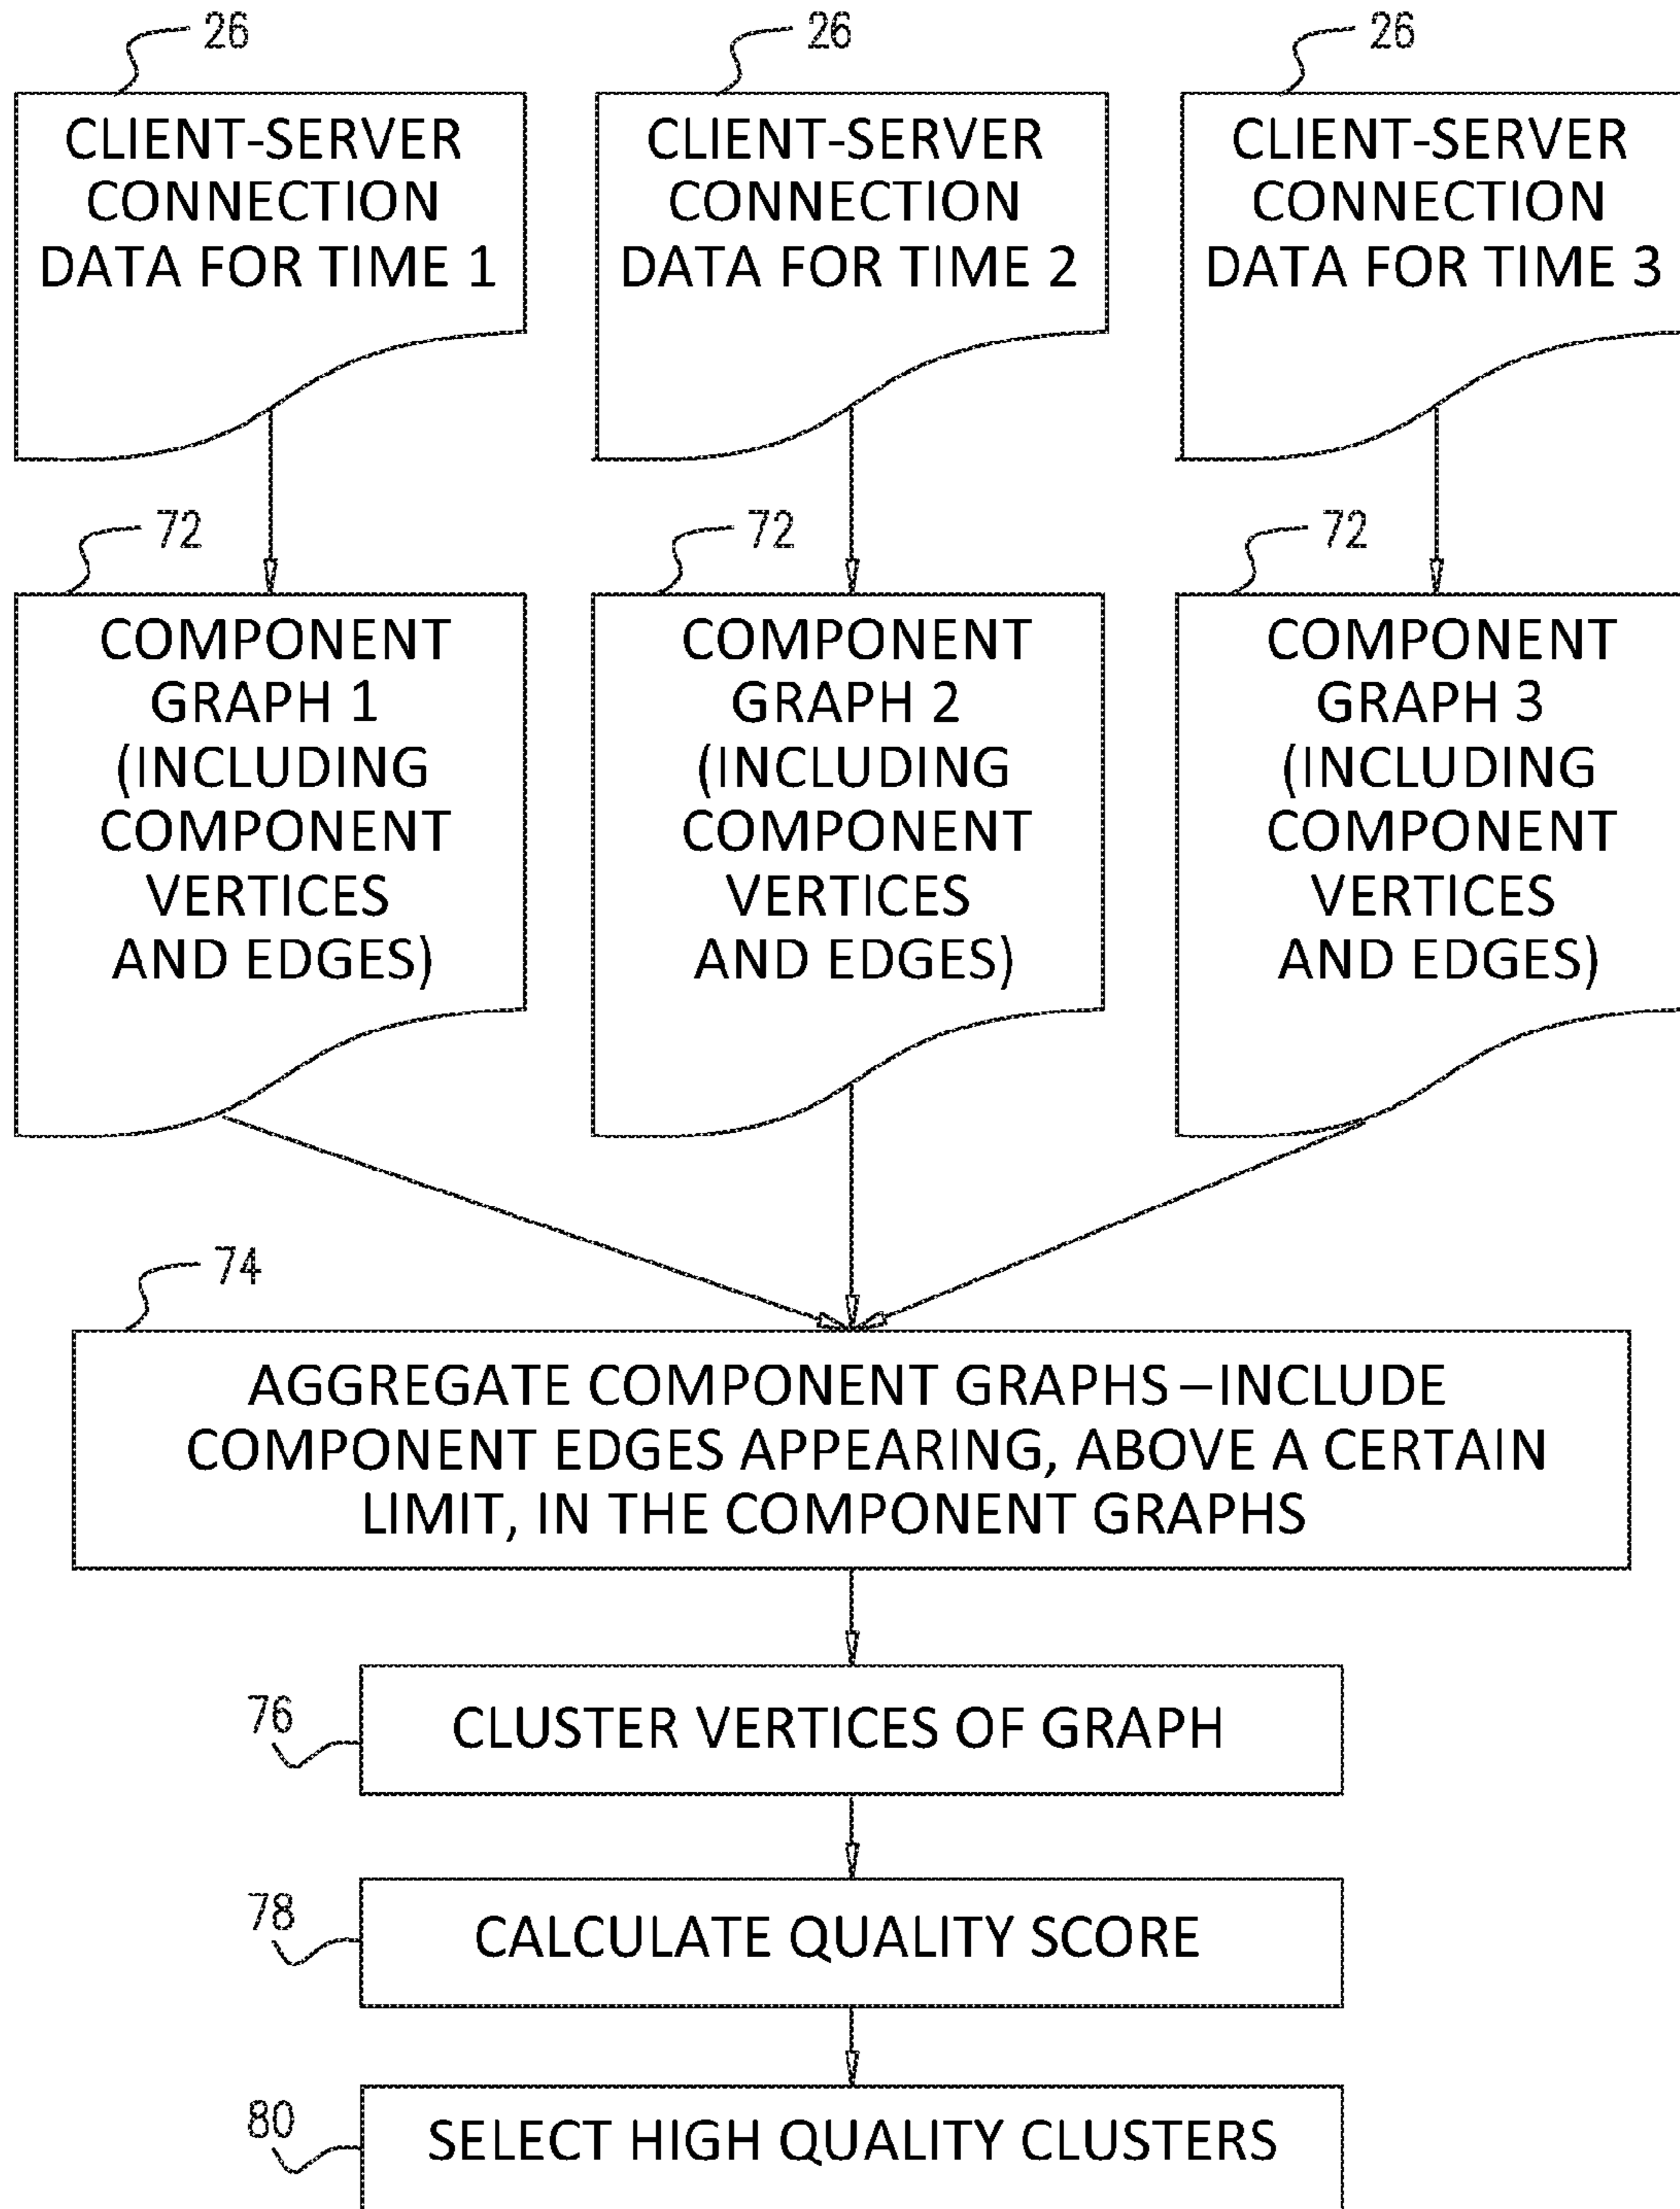 26
26
26
CLIENT-SERVER
CONNECTION
DATA FOR TIME 1
CLIENT-SERVER
CONNECTION
DATA FOR TIME 2
CLIENT-SERVER
CONNECTION
DATA FOR TIME 3
72
72
72
COMPONENT
GRAPH 1
(INCLUDING
COMPONENT
VERTICES
AND EDGES)
COMPONENT
GRAPH 2
(INCLUDING
COMPONENT
VERTICES
AND EDGES)
COMPONENT
GRAPH 3
(INCLUDING
COMPONENT
VERTICES
AND EDGES)
74
AGGREGATE COMPONENT GRAPHS – INCLUDE
COMPONENT EDGES APPEARING, ABOVE A CERTAIN
LIMIT, IN THE COMPONENT GRAPHS
76
CLUSTER VERTICES OF GRAPH
78
CALCULATE QUALITY SCORE
80
SELECT HIGH QUALITY CLUSTERS